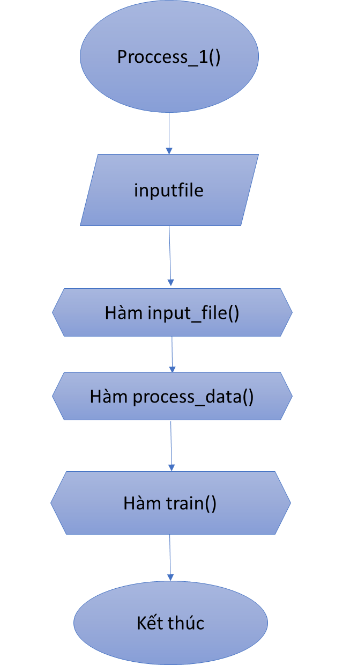 Proccess_1()
inputfile
Hàm input_file()
Hàm process_data()
Hàm train()
Kết thúc